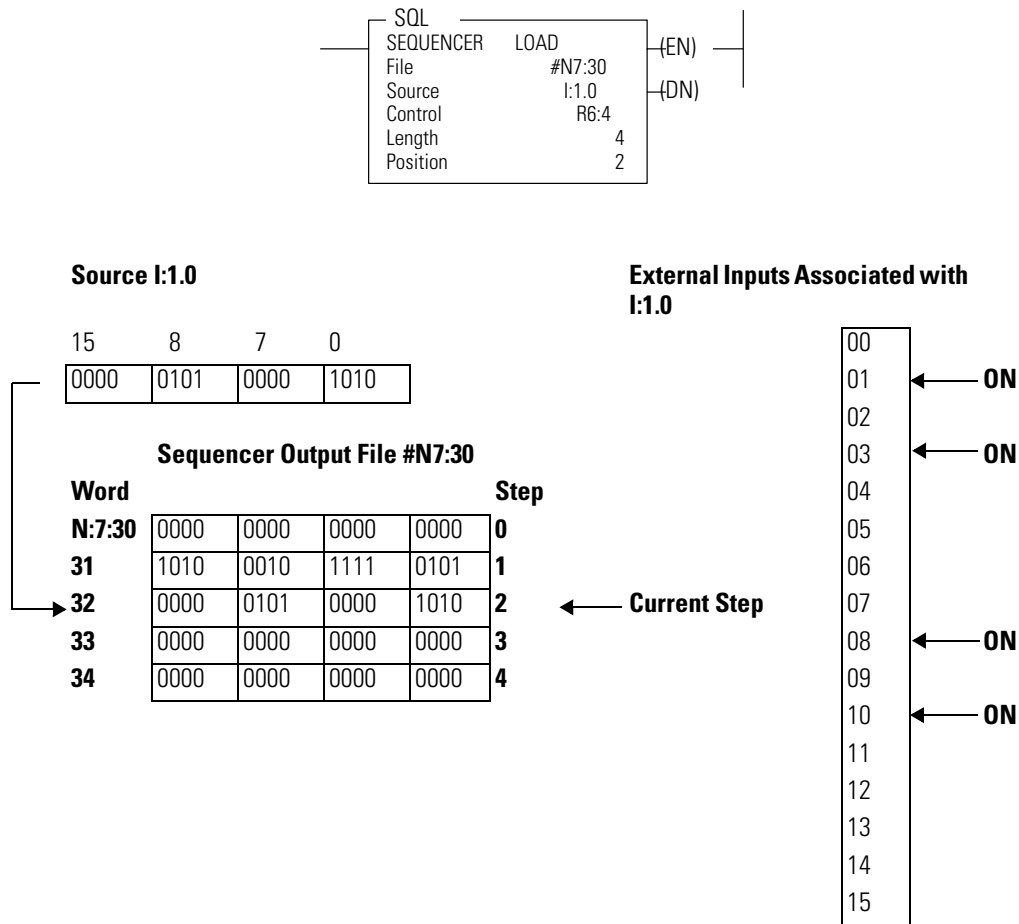 SQL
SEQUENCER LOAD
File #N7:30
Source I:1.0
Control R6:4
Length 4
Position 2
(EN)
(DN)
Source I:1.0
15 8 7 0
0000 0101 0000 1010
Sequencer Output File #N7:30
Word Step
N:7:30 0000 0000 0000 0000 0
31 1010 0010 1111 0101 1
32 0000 0101 0000 1010 2
33 0000 0000 0000 0000 3
34 0000 0000 0000 0000 4
Current Step
External Inputs Associated with
I:1.0
00
01 ON
02
03 ON
04
05
06
07
08 ON
09
10 ON
11
12
13
14
15